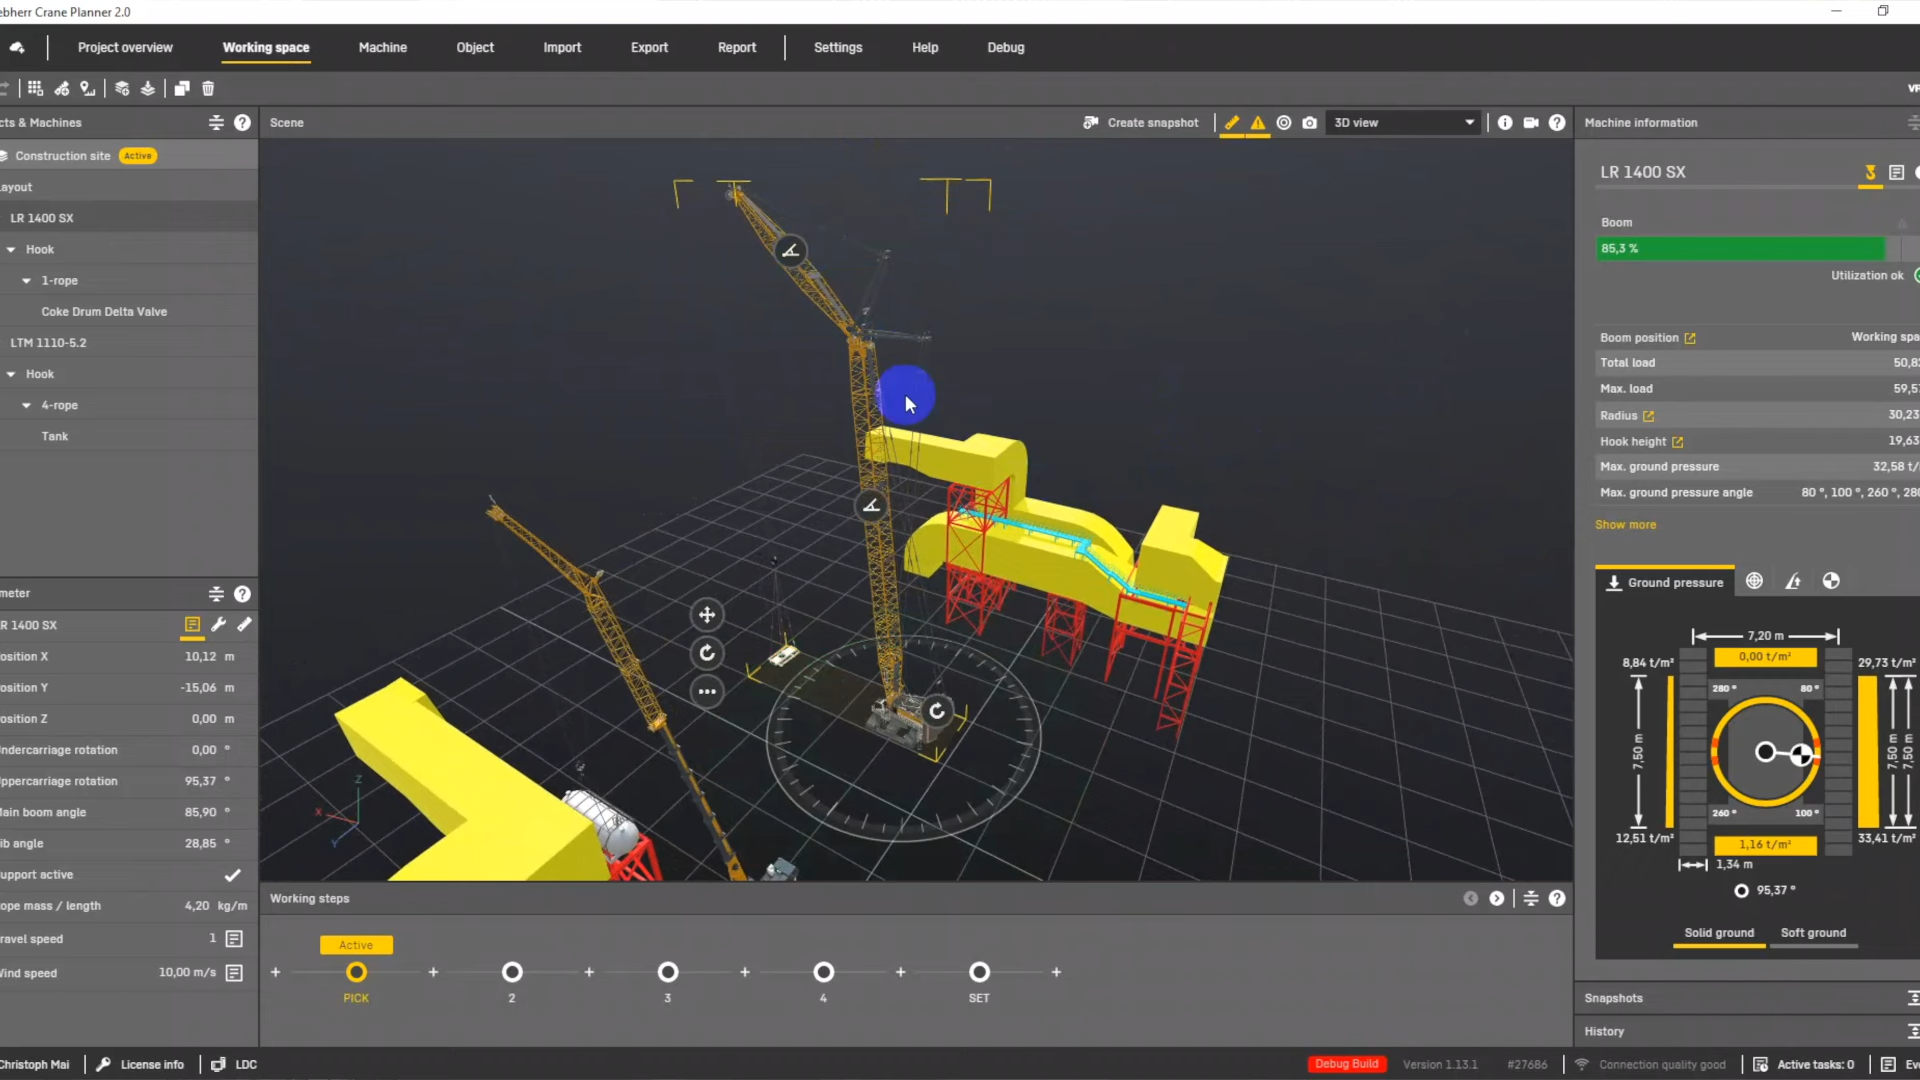 ebherr Crane Planner 2.0
Project overview
Working space
Machine
Object
Import
Export
Report
Settings
Help
Debug
cts & Machines
Construction site Active
ayout
LR 1400 SX
Hook
1-rope
Coke Drum Delta Valve
LTM 1110-5.2
Hook
4-rope
Tank
meter
R 1400 SX
osition X 10,12 m
osition Y -15,06 m
osition Z 0,00 m
ndercarriage rotation 0,00 °
ppercarriage rotation 95,37 °
ain boom angle 85,90 °
ib angle 28,85 °
upport active
ope mass / length 4,20 kg/m
ravel speed 1
ind speed 10,00 m/s
Scene
Create snapshot
3D view
Z
X
Y
Working steps
Active
PICK
2
3
4
SET
Machine information
LR 1400 SX
Boom
85,3 %
Utilization ok
Boom position Working spa
Total load 50,8
Max. load 59,5
Radius 30,23
Hook height 19,63
Max. ground pressure 32,58 t/
Max. ground pressure angle 80 °, 100 °, 260 °, 280
Show more
Ground pressure
7,20 m
8,84 t/m²
0,00 t/m²
29,73 t/m²
280 °
80 °
7,50 m
7,50 m
7,50 m
260 °
100 °
12,51 t/m²
1,16 t/m²
33,41 t/m²
1,34 m
95,37 °
Solid ground
Soft ground
Snapshots
History
Christoph Mai
License info
LDC
Debug Build
Version 1.13.1
#27686
Connection quality good
Active tasks: 0